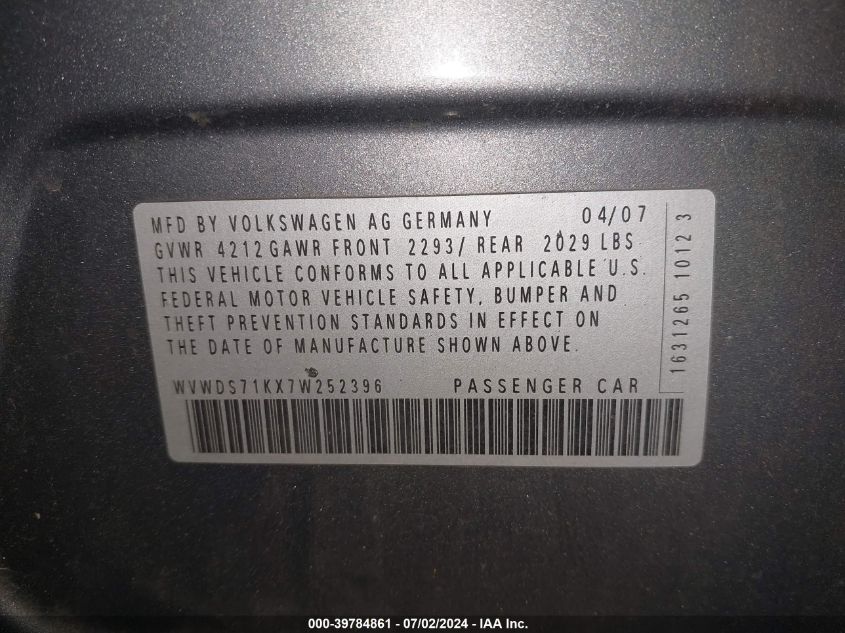 MFD BY VOLKSWAGEN AG GERMANY 04/07
GVWR 4212 GAWR FRONT 2293/ REAR 2029 LBS
THIS VEHICLE CONFORMS TO ALL APPLICABLE U.S.
FEDERAL MOTOR VEHICLE SAFETY, BUMPER AND
THEFT PREVENTION STANDARDS IN EFFECT ON
THE DATE OF MANUFACTURE SHOWN ABOVE.
WVWDS71KX7W252396 PASSENGER CAR
1631265 10123
000-39784861 - 07/02/2024 - IAA Inc.